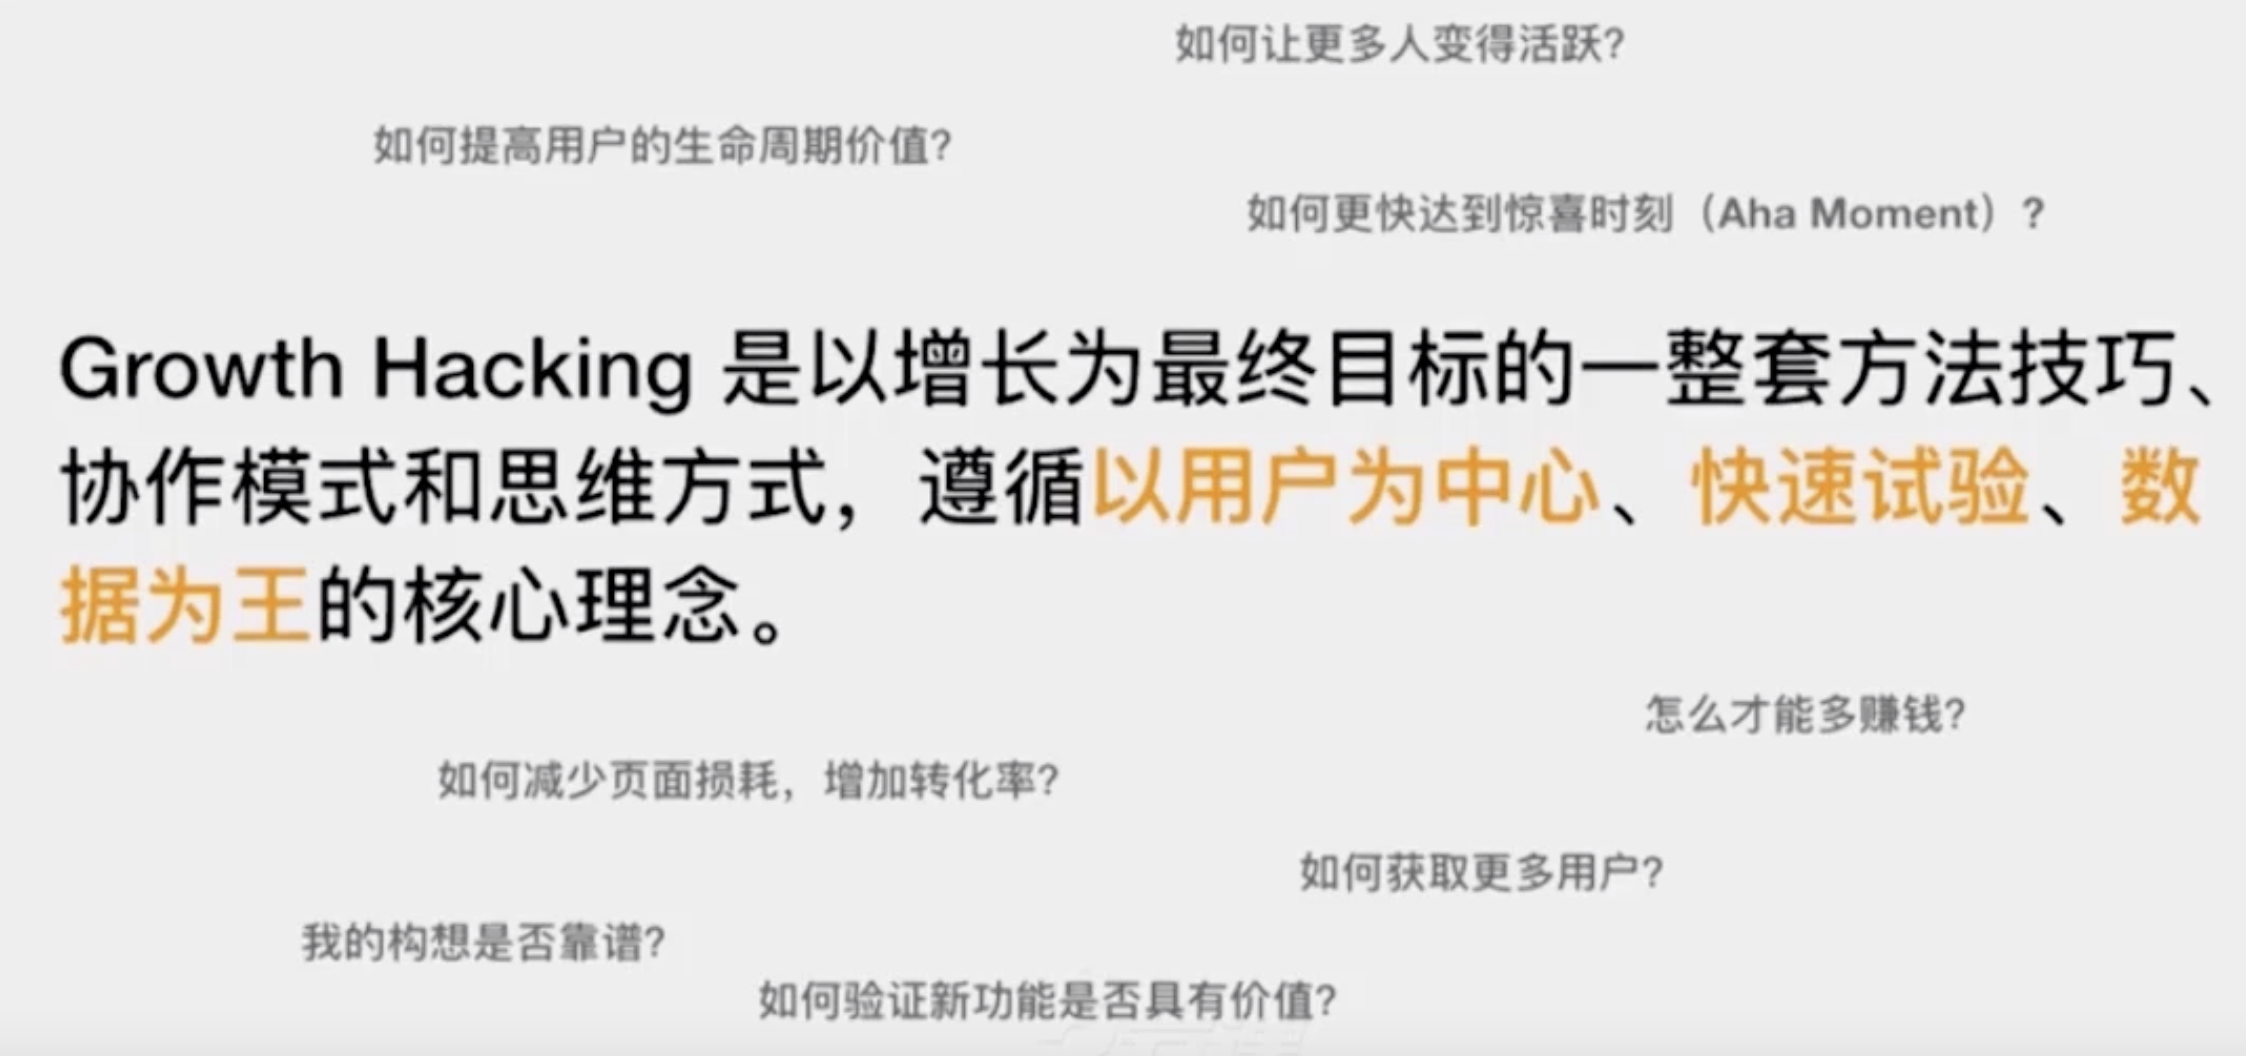 如何让更多人变得活跃？
如何提高用户的生命周期价值？
如何更快达到惊喜时刻（Aha Moment）？
Growth Hacking 是以增长为最终目标的一整套方法技巧、
协作模式和思维方式，遵循以用户为中心、快速试验、数
据为王的核心理念。
怎么才能多赚钱？
如何减少页面损耗，增加转化率？
如何获取更多用户？
我的构想是否靠谱？
如何验证新功能是否具有价值？